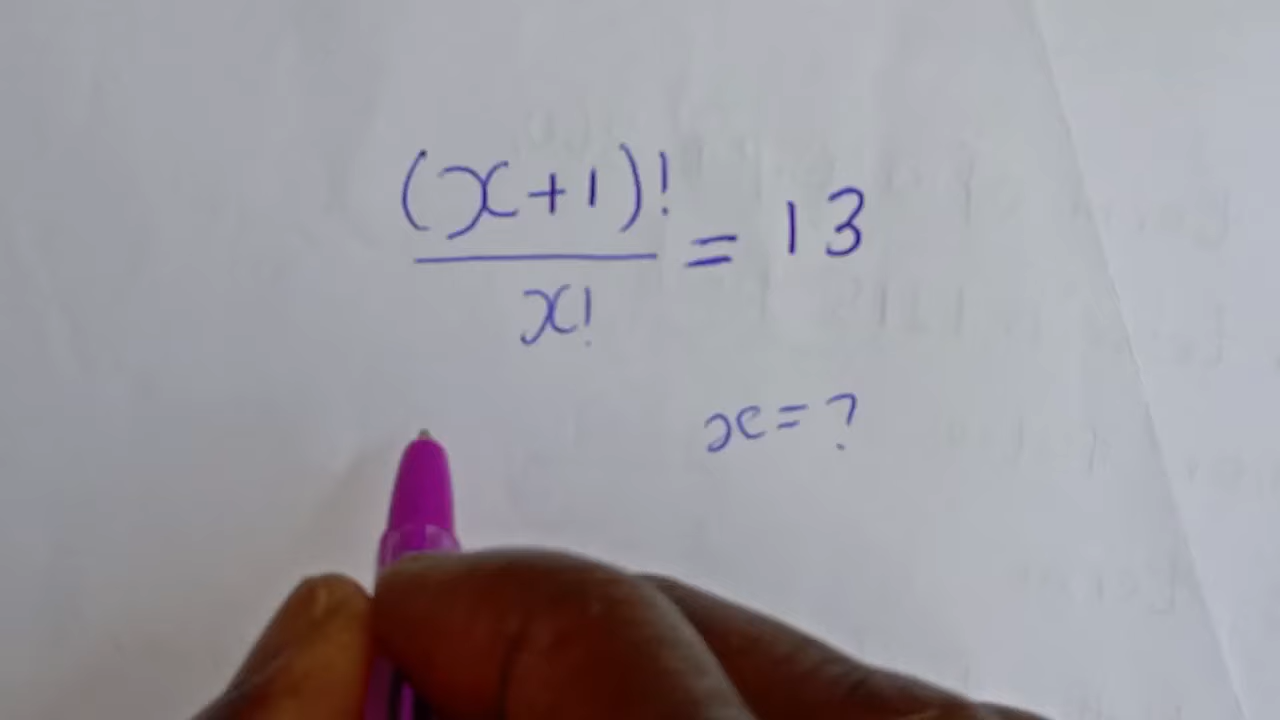 (x+1)!
x!
= 13
x = ?